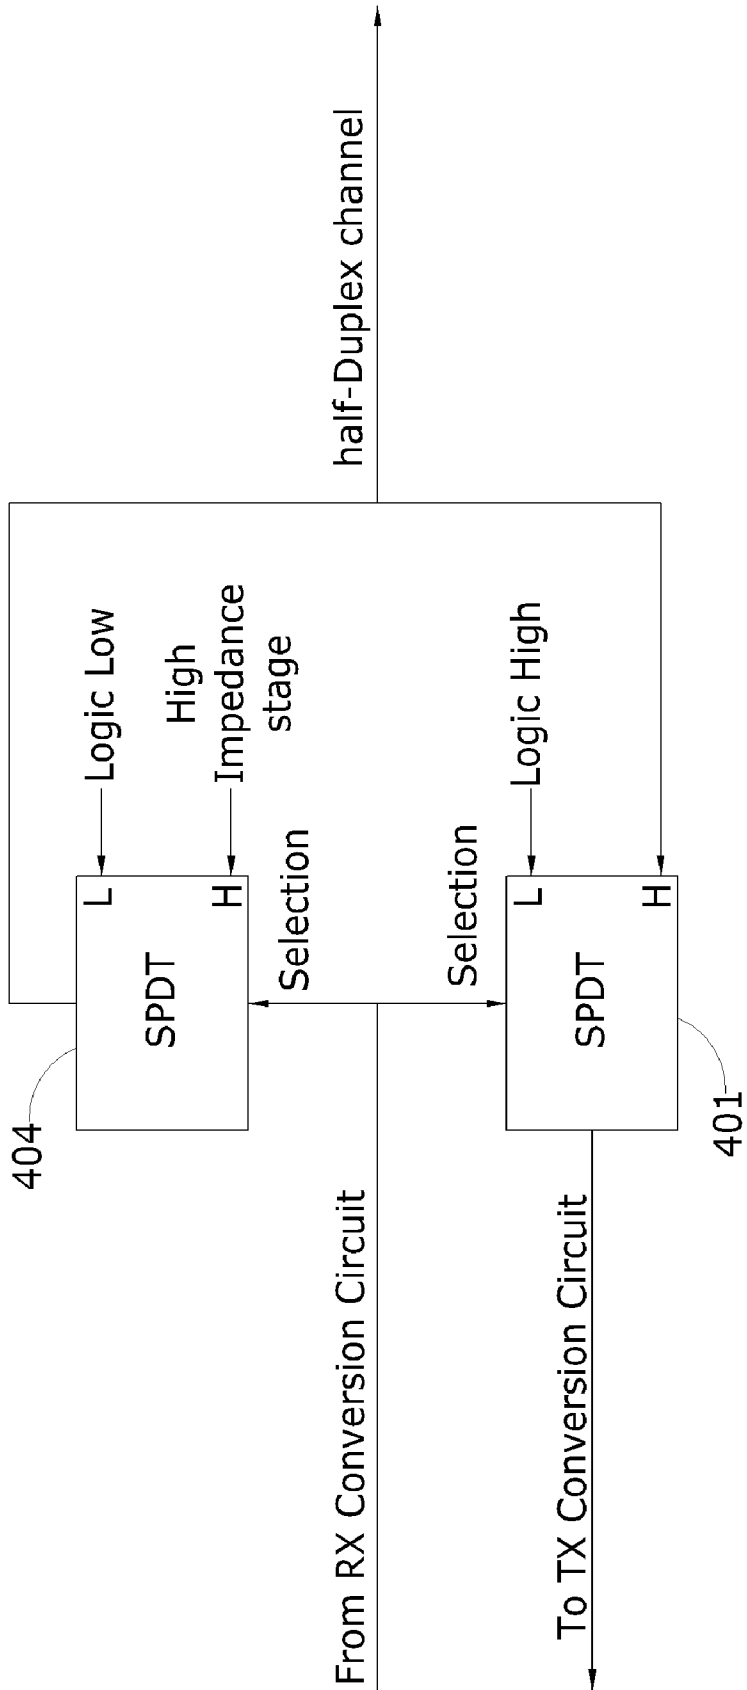 404
SPDT
L
H
Logic Low
High
Impedance
stage
Selection
half-Duplex channel
From RX Conversion Circuit
Selection
SPDT
L
H
Logic High
To TX Conversion Circuit
401